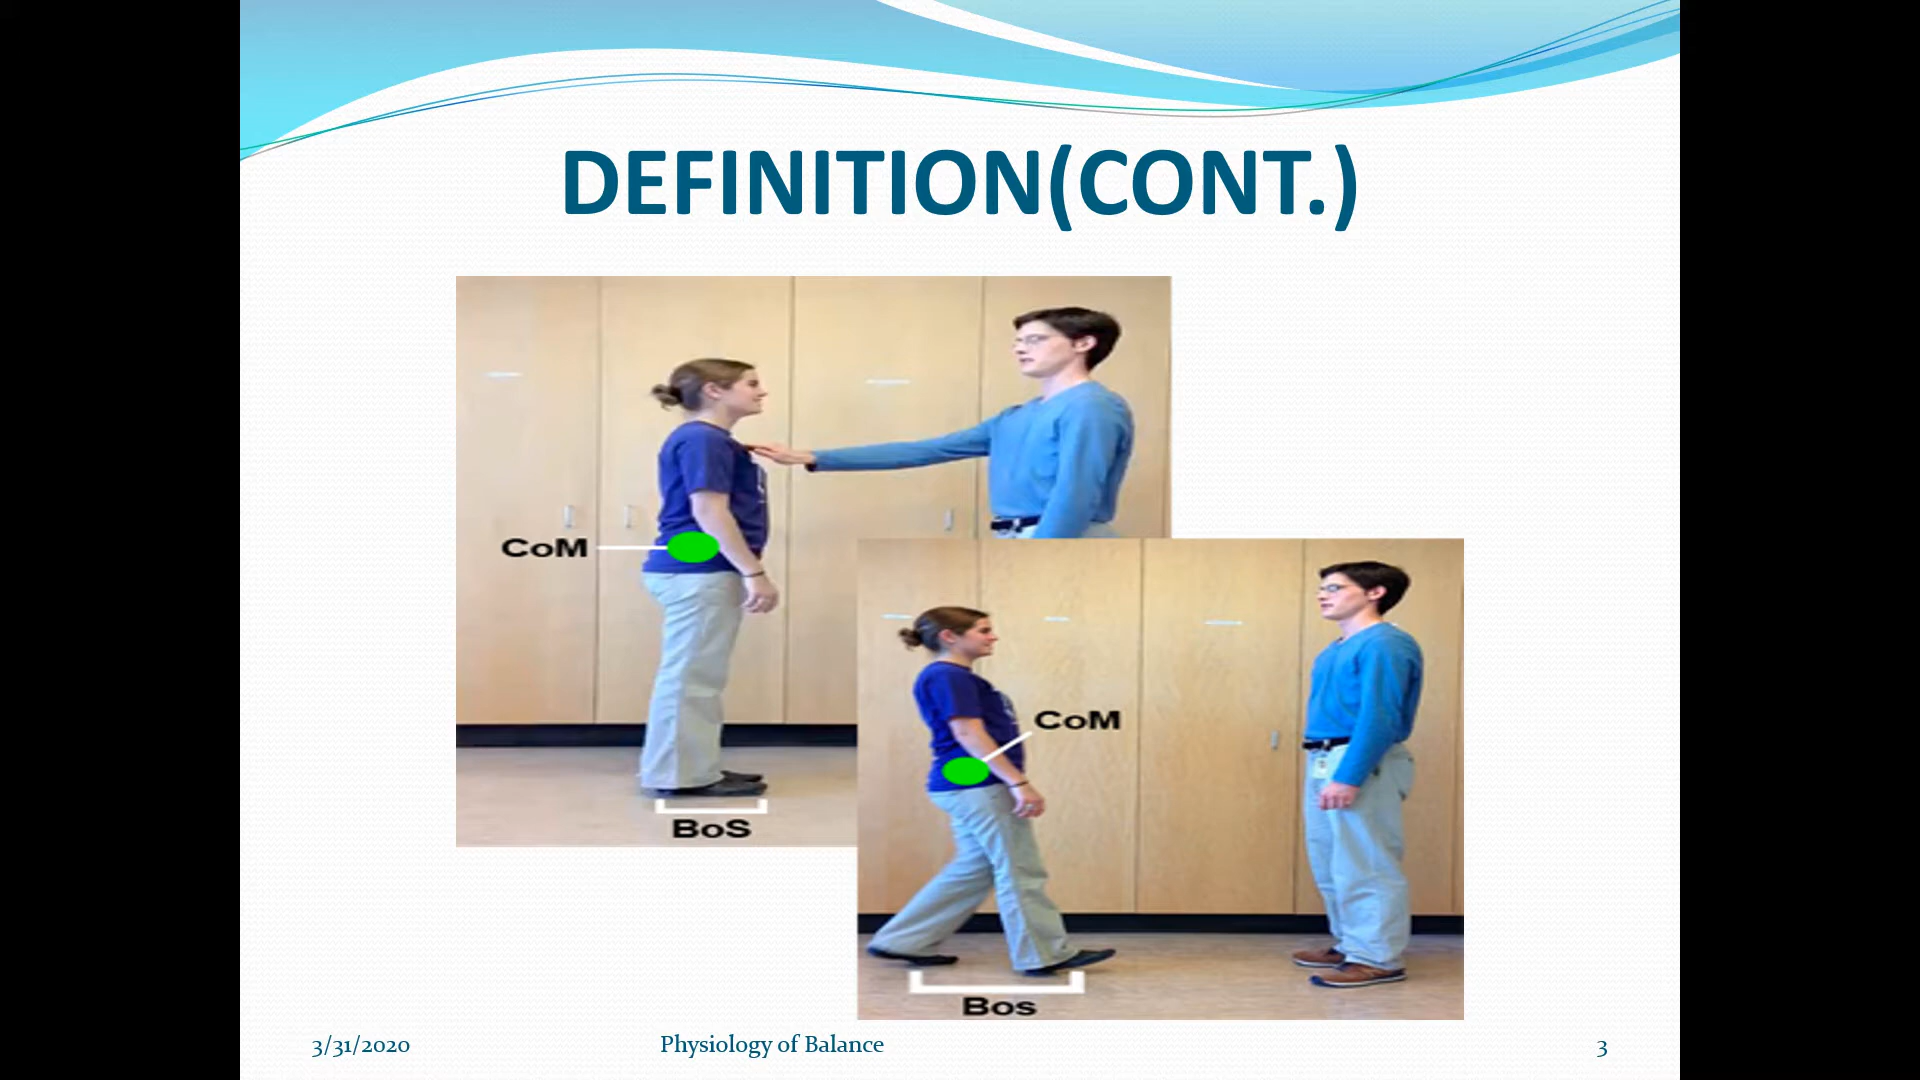 DEFINITION(CONT.)
CoM
BoS
CoM
Bos
3/31/2020
Physiology of Balance
3